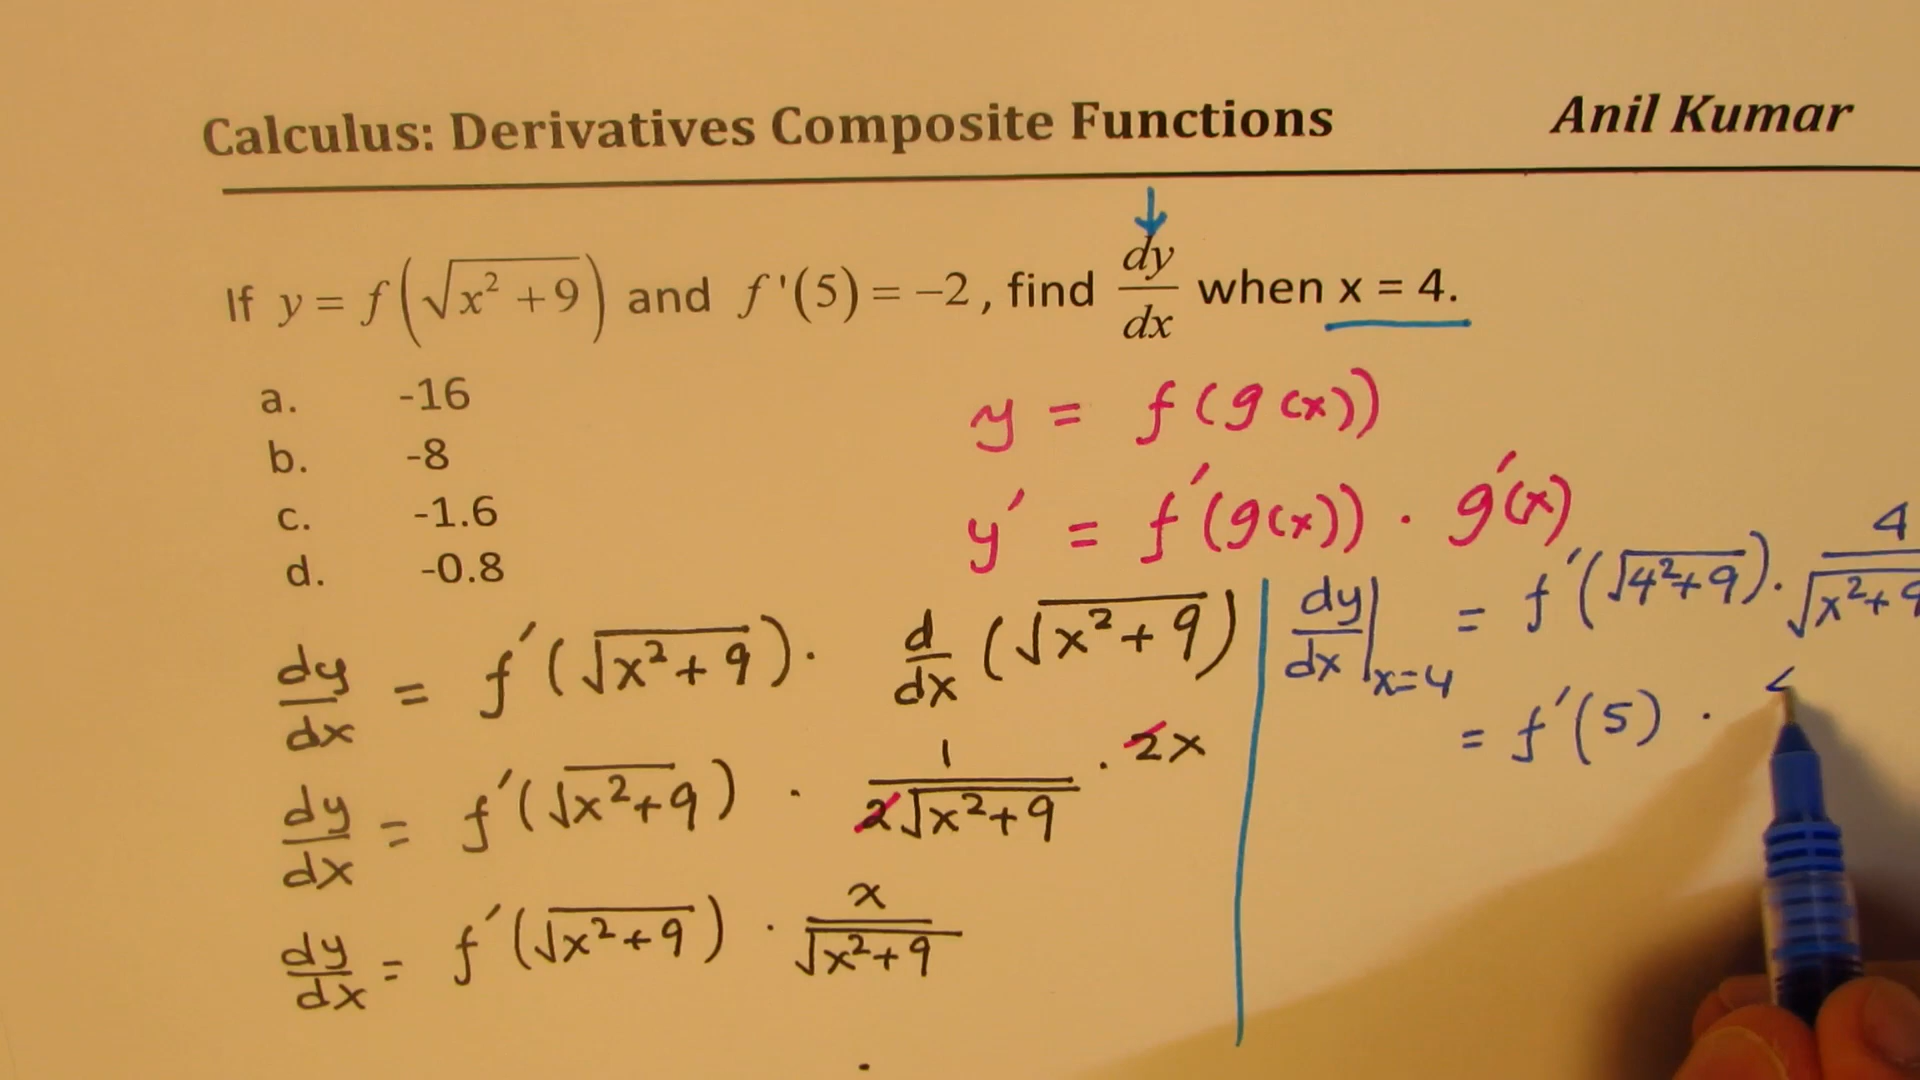 Calculus: Derivatives Composite Functions Anil Kumar
If y = f(√(x² + 9)) and f '(5) = −2, find dy/dx when x = 4.
a. -16
b. -8
c. -1.6
d. -0.8
y = f(g(x))
y′ = f′(g(x)) · g′(x)
dy/dx = f′(√(x²+9)) · d/dx (√(x²+9))
dy/dx = f′(√(x²+9)) · 1/(2√(x²+9)) · 2x
dy/dx = f′(√(x²+9)) · x/√(x²+9)
dy/dx|x=4 = f′(√(4²+9)) · 4/√(x²+9
= f′(5) ·